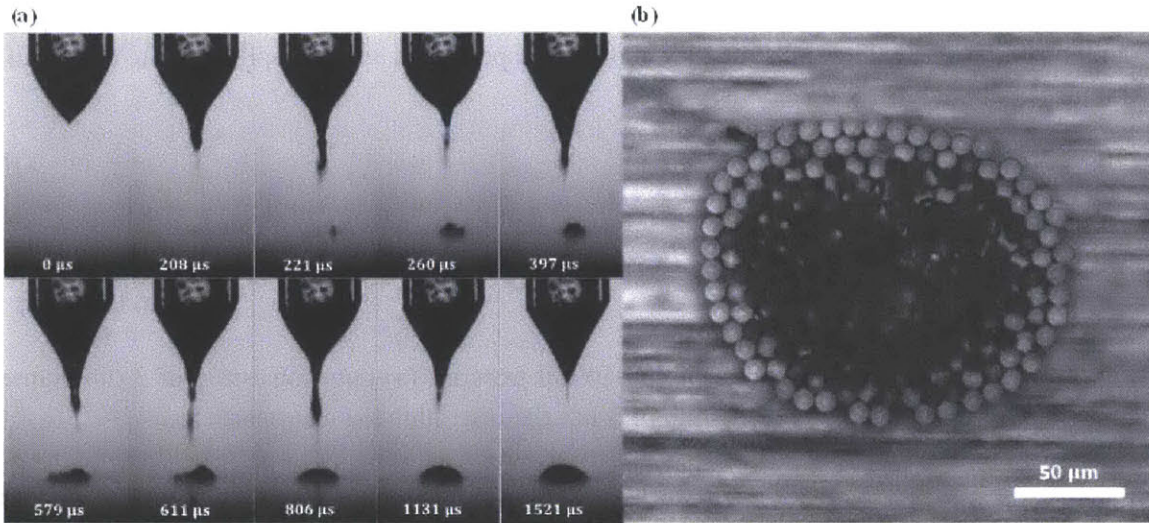 (a)
(b)
0 µs
208 µs
221 µs
260 µs
397 µs
579 µs
611 µs
806 µs
1131 µs
1521 µs
50 µm